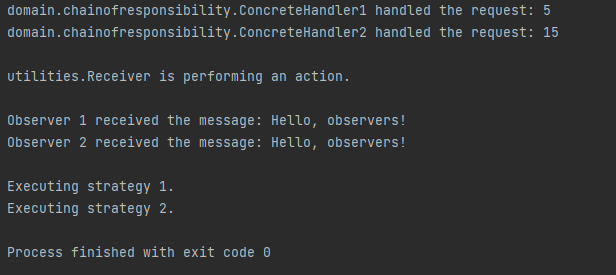 domain.chainofresponsibility.ConcreteHandler1 handled the request: 5
domain.chainofresponsibility.ConcreteHandler2 handled the request: 15
utilities.Receiver is performing an action.
Observer 1 received the message: Hello, observers!
Observer 2 received the message: Hello, observers!
Executing strategy 1.
Executing strategy 2.
Process finished with exit code 0